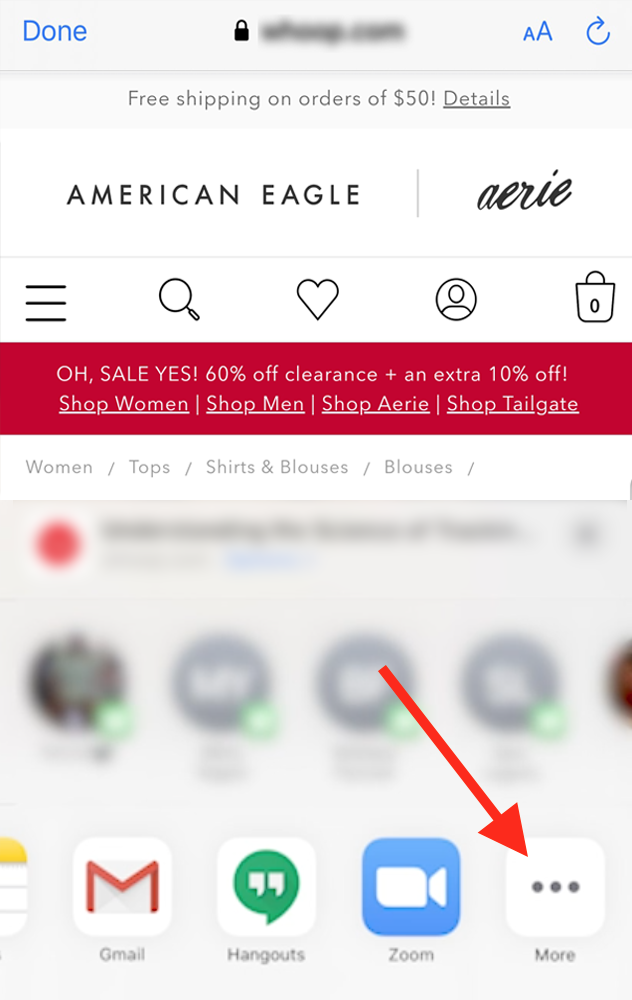 Done
AA
Free shipping on orders of $50! Details
AMERICAN EAGLE | aerie
0
OH, SALE YES! 60% off clearance + an extra 10% off!
Shop Women | Shop Men | Shop Aerie | Shop Tailgate
Women / Tops / Shirts & Blouses / Blouses /
Gmail
Hangouts
Zoom
More